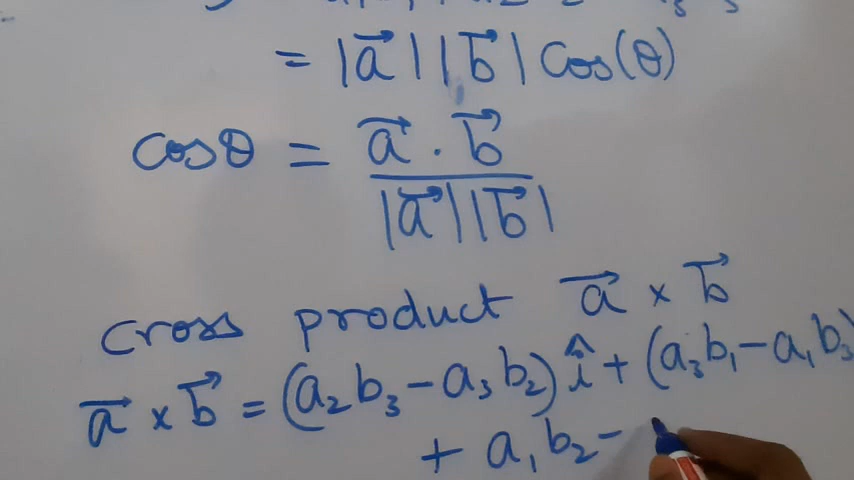 = |a⃗| |b⃗| Cos(θ)
cosθ = a⃗ . b⃗ / |a⃗| |b⃗|
cross product a⃗ × b⃗
a⃗ × b⃗ = (a₂b₃ − a₃b₂) î + (a₃b₁ − a₁b₃)
+ a₁b₂ −